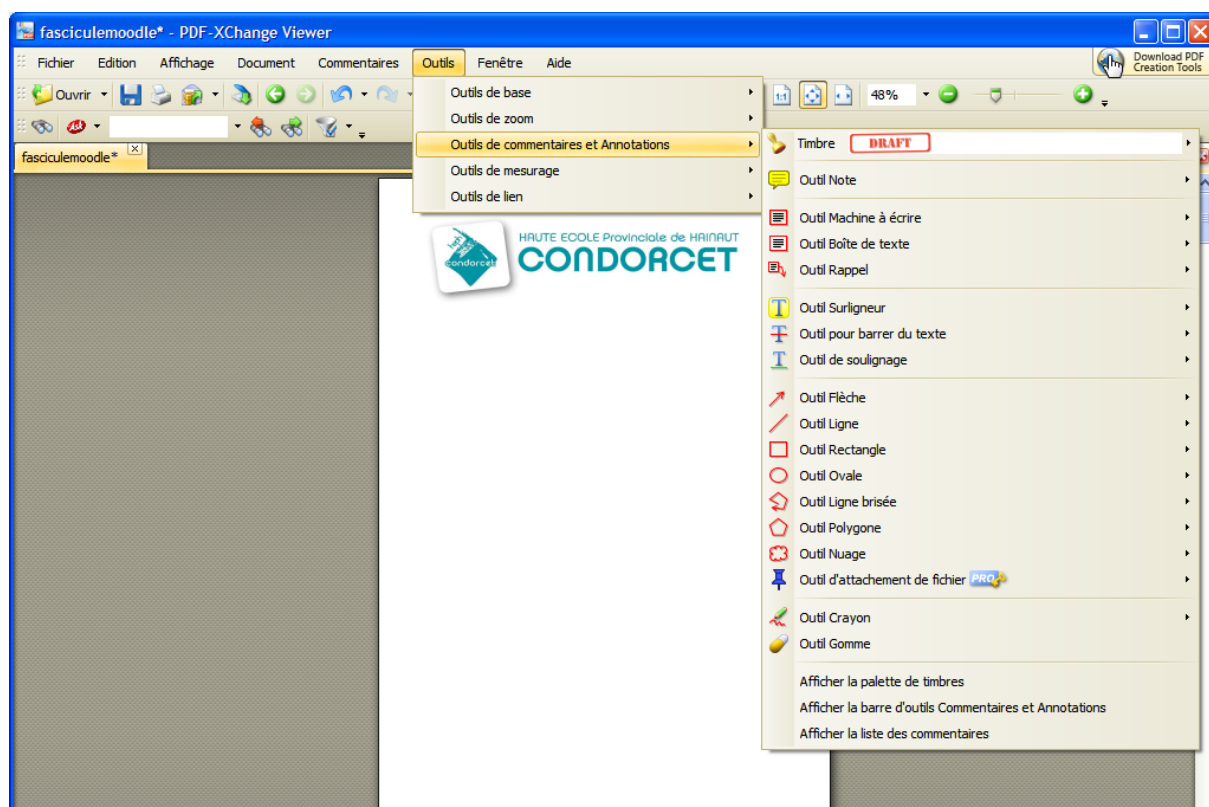 fasciculemoodle* - PDF-XChange Viewer
Fichier Edition Affichage Document Commentaires Outils Fenêtre Aide
Download PDF
Creation Tools
Ouvrir
1:1
48%
fasciculemoodle*
Outils de base
Outils de zoom
Outils de commentaires et Annotations
Outils de mesurage
Outils de lien
Timbre DRAFT
Outil Note
Outil Machine à écrire
Outil Boîte de texte
Outil Rappel
Outil Surligneur
Outil pour barrer du texte
Outil de soulignage
Outil Flèche
Outil Ligne
Outil Rectangle
Outil Ovale
Outil Ligne brisée
Outil Polygone
Outil Nuage
Outil d'attachement de fichier PRO
Outil Crayon
Outil Gomme
Afficher la palette de timbres
Afficher la barre d'outils Commentaires et Annotations
Afficher la liste des commentaires
condorcet
HAUTE ECOLE Provinciale de HAINAUT
CONDORCET